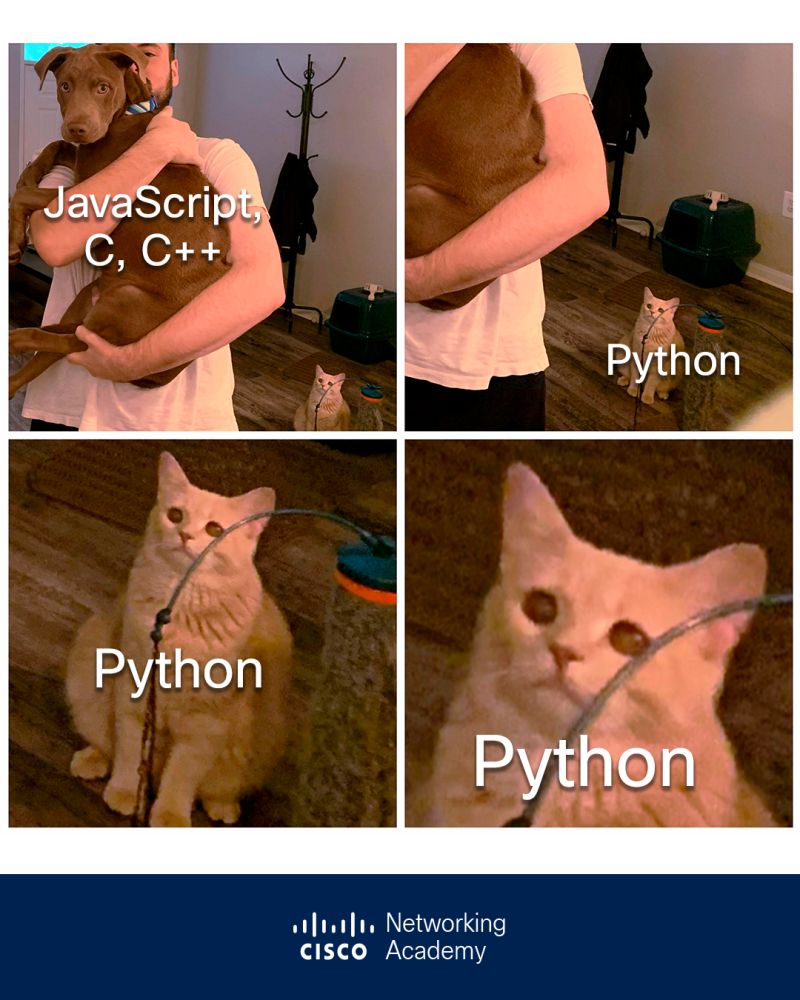 JavaScript,
C, C++
Python
Python
Python
CISCO
Networking
Academy